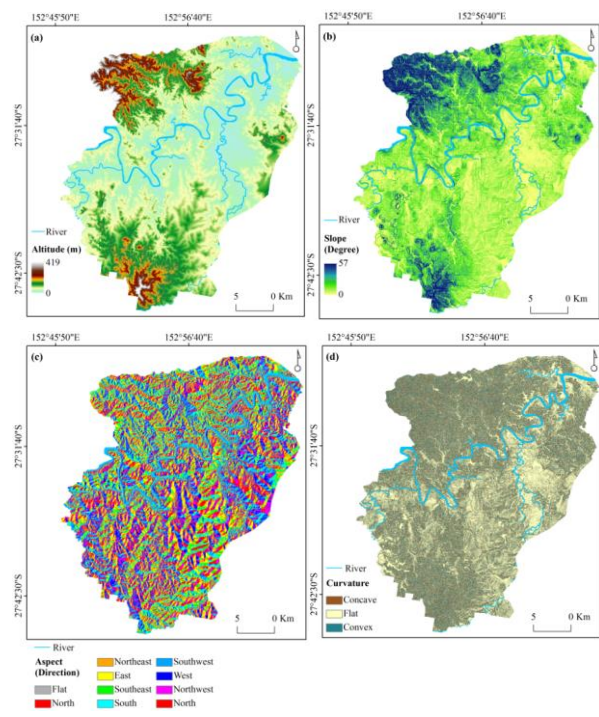 152°45'50"E 152°56'40"E
(a)
27°31'40"S
River
Altitude (m)
419
0
27°42'30"S
5 0 Km
152°45'50"E 152°56'40"E
(b)
27°31'40"S
River
Slope
(Degree)
57
0
27°42'30"S
5 0 Km
152°45'50"E 152°56'40"E
(c)
27°31'40"S
27°42'30"S
5 0 Km
River
Aspect
(Direction)
Flat
North
Northeast
East
Southeast
South
Southwest
West
Northwest
North
152°45'50"E 152°56'40"E
(d)
27°31'40"S
River
Curvature
Concave
Flat
Convex
27°42'30"S
5 0 Km